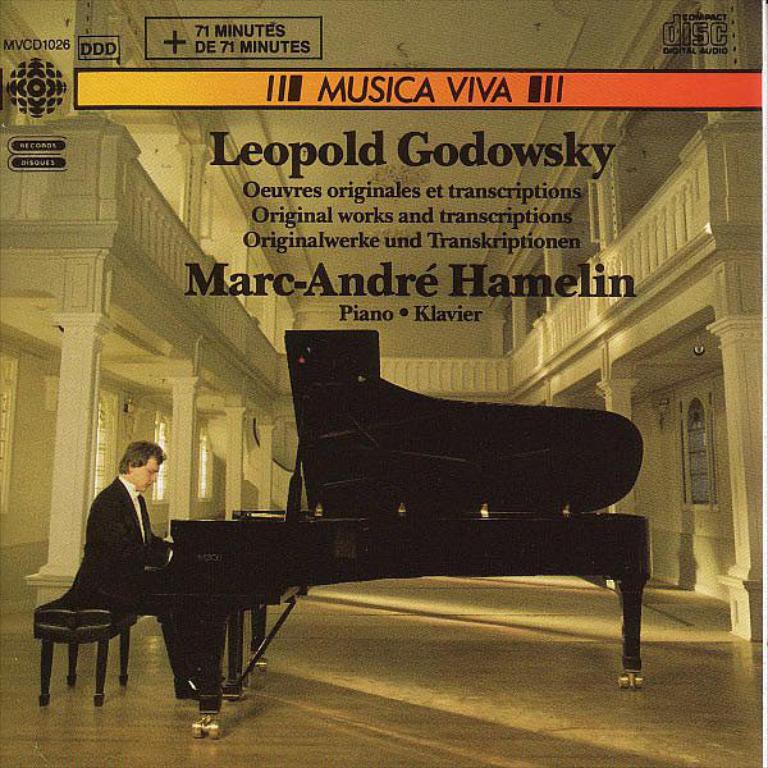 MVCD1026
DDD
+ 71 MINUTES
DE 71 MINUTES
COMPACT
disc
DIGITAL AUDIO
MUSICA VIVA
RECORDS
DISQUES
Leopold Godowsky
Oeuvres originales et transcriptions
Original works and transcriptions
Originalwerke und Transkriptionen
Marc-André Hamelin
Piano • Klavier